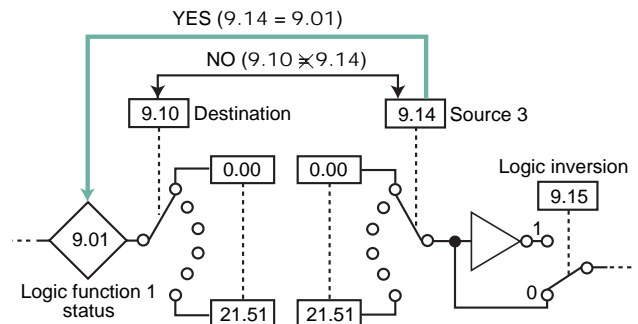 YES (9.14 = 9.01)
NO (9.10 ≭ 9.14)
9.10 Destination
9.14 Source 3
0.00
0.00
Logic inversion
9.15
9.01
1
Logic function 1
status
0
21.51
21.51